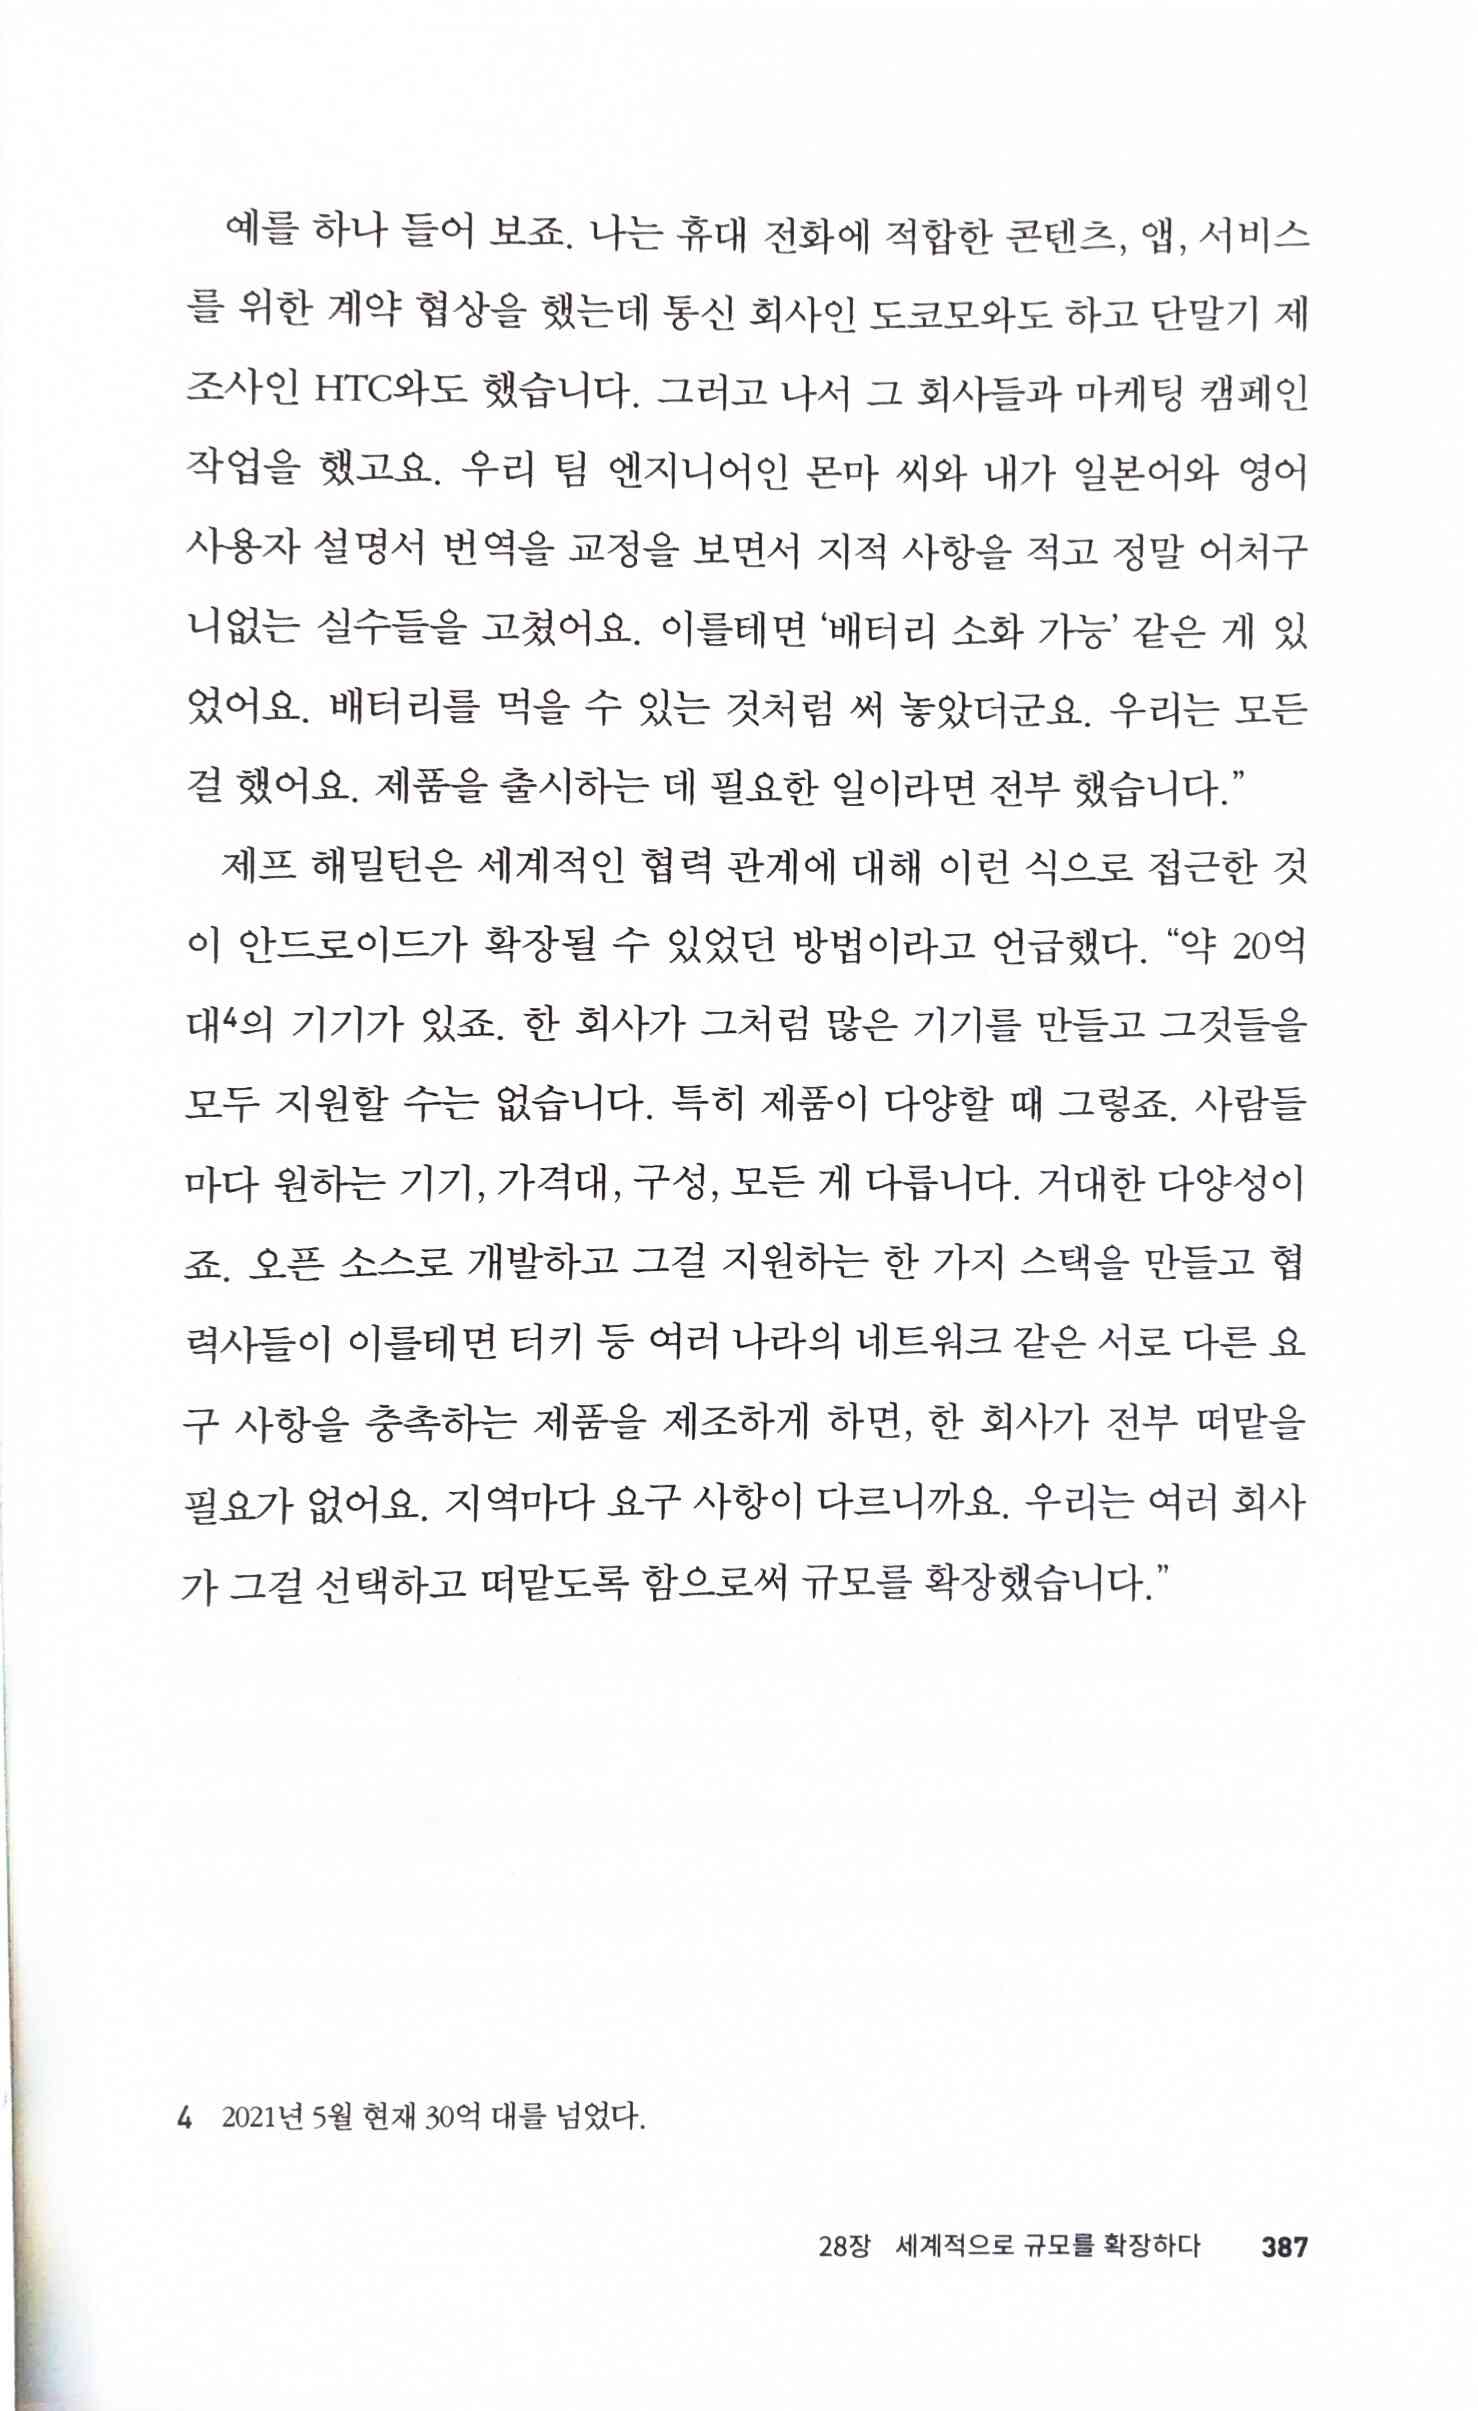 예를 하나 들어 보죠. 나는 휴대 전화에 적합한 콘텐츠, 앱, 서비스
를 위한 계약 협상을 했는데 통신 회사인 도코모와도 하고 단말기 제
조사인 HTC와도 했습니다. 그러고 나서 그 회사들과 마케팅 캠페인
작업을 했고요. 우리 팀 엔지니어인 몬마 씨와 내가 일본어와 영어
사용자 설명서 번역을 교정을 보면서 지적 사항을 적고 정말 어처구
니없는 실수들을 고쳤어요. 이를테면 ‘배터리 소화 가능’ 같은 게 있
었어요. 배터리를 먹을 수 있는 것처럼 써 놓았더군요. 우리는 모든
걸 했어요. 제품을 출시하는 데 필요한 일이라면 전부 했습니다.”
제프 해밀턴은 세계적인 협력 관계에 대해 이런 식으로 접근한 것
이 안드로이드가 확장될 수 있었던 방법이라고 언급했다. “약 20억
대4의 기기가 있죠. 한 회사가 그처럼 많은 기기를 만들고 그것들을
모두 지원할 수는 없습니다. 특히 제품이 다양할 때 그렇죠. 사람들
마다 원하는 기기, 가격대, 구성, 모든 게 다릅니다. 거대한 다양성이
죠. 오픈 소스로 개발하고 그걸 지원하는 한 가지 스택을 만들고 협
력사들이 이를테면 터키 등 여러 나라의 네트워크 같은 서로 다른 요
구 사항을 충족하는 제품을 제조하게 하면, 한 회사가 전부 떠맡을
필요가 없어요. 지역마다 요구 사항이 다르니까요. 우리는 여러 회사
가 그걸 선택하고 떠맡도록 함으로써 규모를 확장했습니다.”
4 2021년 5월 현재 30억 대를 넘었다.
28장 세계적으로 규모를 확장하다 387